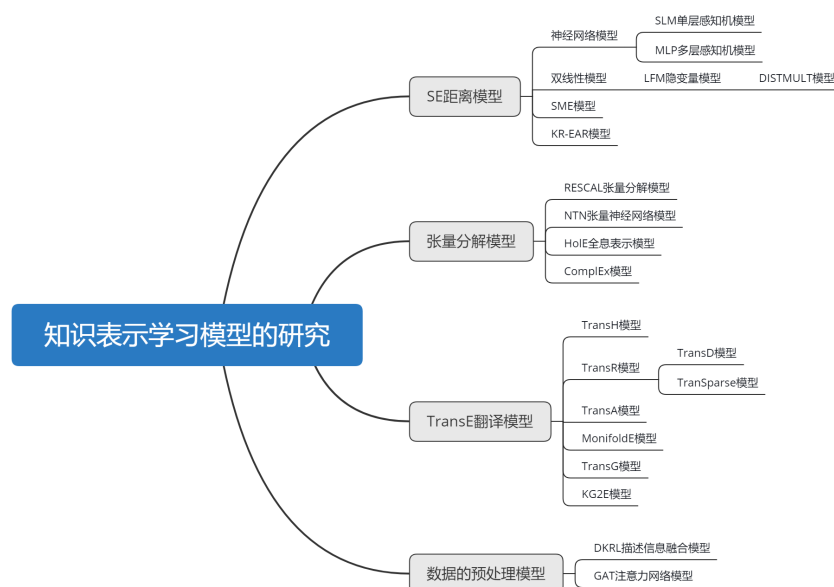 知识表示学习模型的研究
SE距离模型
神经网络模型
SLM单层感知机模型
MLP多层感知机模型
双线性模型
LFM隐变量模型
DISTMULT模型
SME模型
KR-EAR模型
张量分解模型
RESCAL张量分解模型
NTN张量神经网络模型
HolE全息表示模型
ComplEx模型
TransE翻译模型
TransH模型
TransR模型
TransD模型
TranSparse模型
TransA模型
MonifoldE模型
TransG模型
KG2E模型
数据的预处理模型
DKRL描述信息融合模型
GAT注意力网络模型